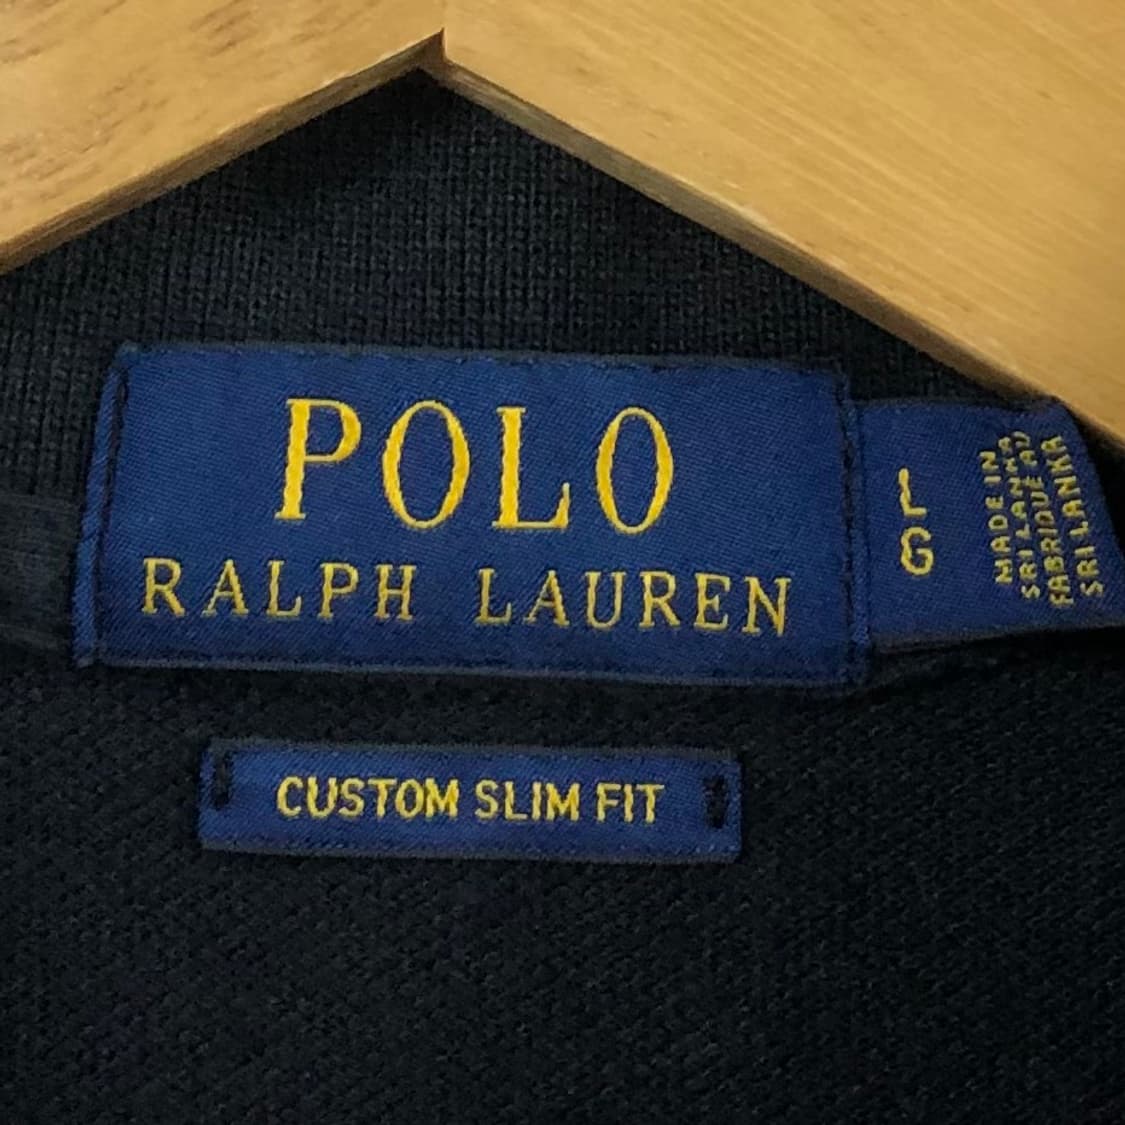 POLO
RALPH LAUREN
L
G
MADE IN
SRI LANKA
FABRIQUÉ AU
SRI LANKA
CUSTOM SLIM FIT